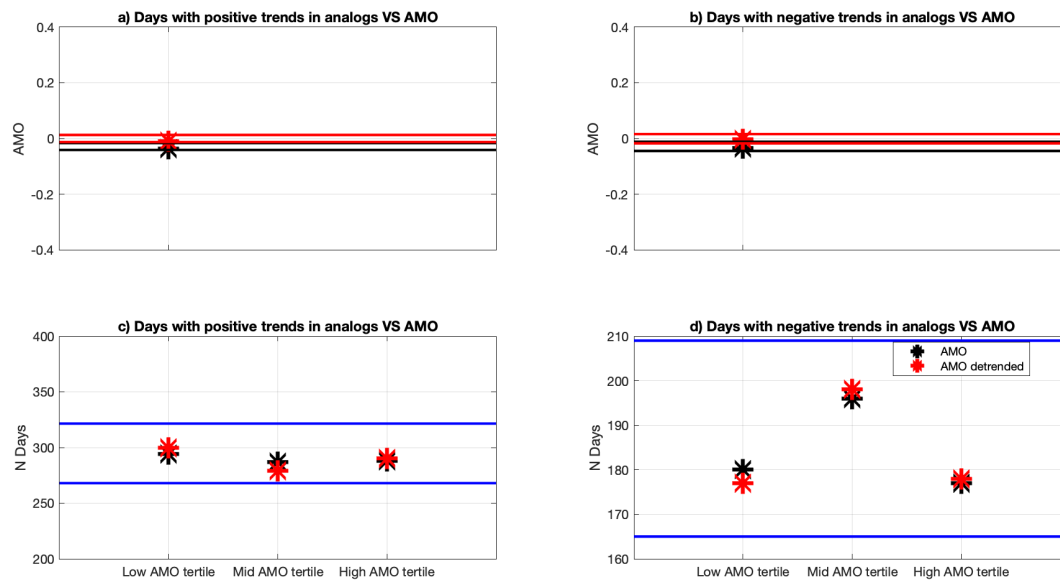 a) Days with positive trends in analogs VS AMO
0.4
0.2
0
-0.2
-0.4
AMO
b) Days with negative trends in analogs VS AMO
0.4
0.2
0
-0.2
-0.4
AMO
c) Days with positive trends in analogs VS AMO
400
350
300
250
200
N Days
Low AMO tertile Mid AMO tertile High AMO tertile
d) Days with negative trends in analogs VS AMO
210
200
190
180
170
160
N Days
AMO
AMO detrended
Low AMO tertile Mid AMO tertile High AMO tertile